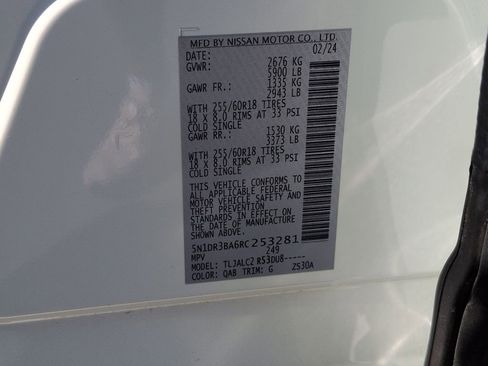 MFD BY NISSAN MOTOR CO., LTD.
DATE: 02/24
GVWR: 2676 KG
5900 LB
GAWR FR.: 1335 KG
2943 LB
WITH 255/60R18 TIRES
18 X 8.0 RIMS AT 33 PSI
COLD SINGLE
GAWR RR.: 1530 KG
3373 LB
WITH 255/60R18 TIRES
18 X 8.0 RIMS AT 33 PSI
COLD SINGLE
THIS VEHICLE CONFORMS TO
ALL APPLICABLE FEDERAL
MOTOR VEHICLE SAFETY AND
THEFT PREVENTION
STANDARDS IN EFFECT ON
THE DATE OF MANUFACTURE
SHOWN ABOVE.
5N1DR3BA6RC253281
MPV 249
MODEL: TLJALC2 R53DU8-----
COLOR: QAB TRIM: G ZS30A